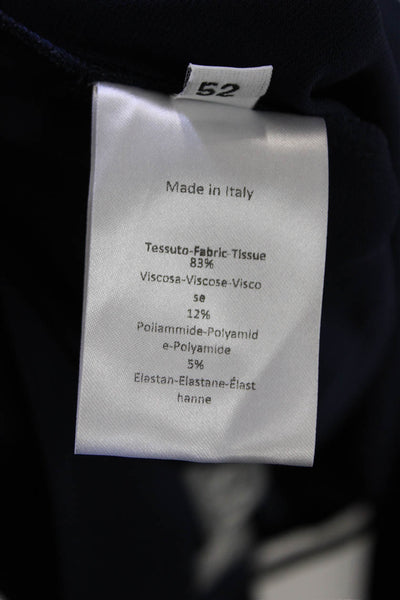 52
Made in Italy
Tessuto-Fabric-Tissue
83%
Viscosa-Viscose-Visco
se
12%
Poliammide-Polyamid
e-Polyamide
5%
Elastan-Elastane-Élast
hanne